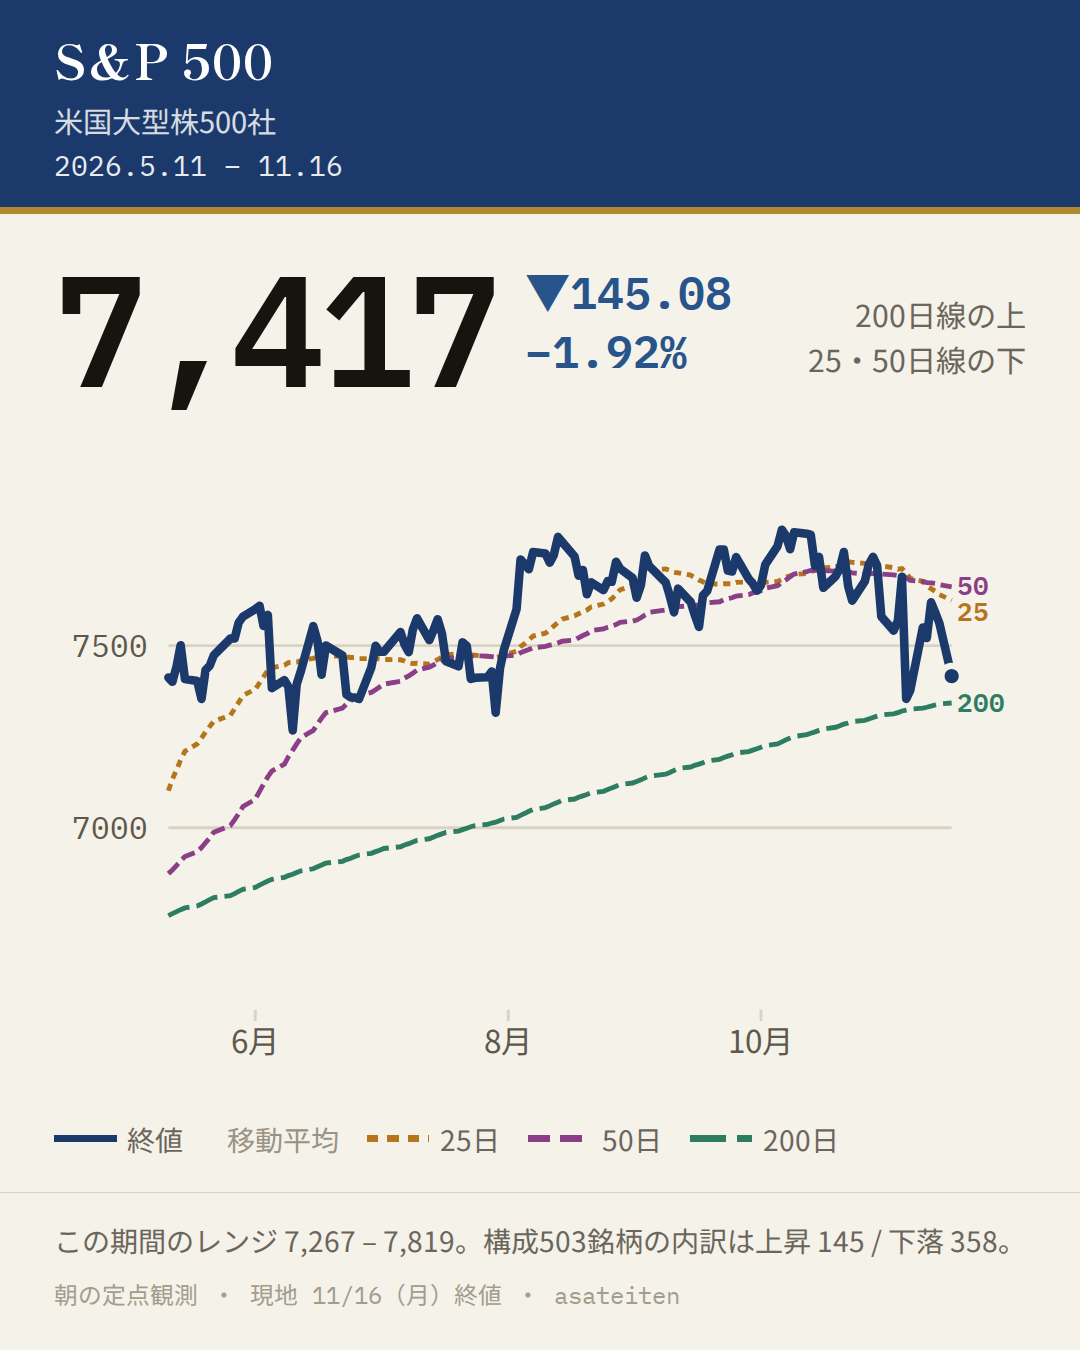 S&P 500
米国大型株500社
2026.5.11 – 11.16
7,417
▼145.08
−1.92%
200日線の上
25・50日線の下
7500
7000
50
25
200
6月
8月
10月
終値 移動平均 25日 50日 200日
この期間のレンジ 7,267 – 7,819。構成503銘柄の内訳は上昇 145 / 下落 358。
朝の定点観測 ・ 現地 11/16（月）終値 ・ asateiten